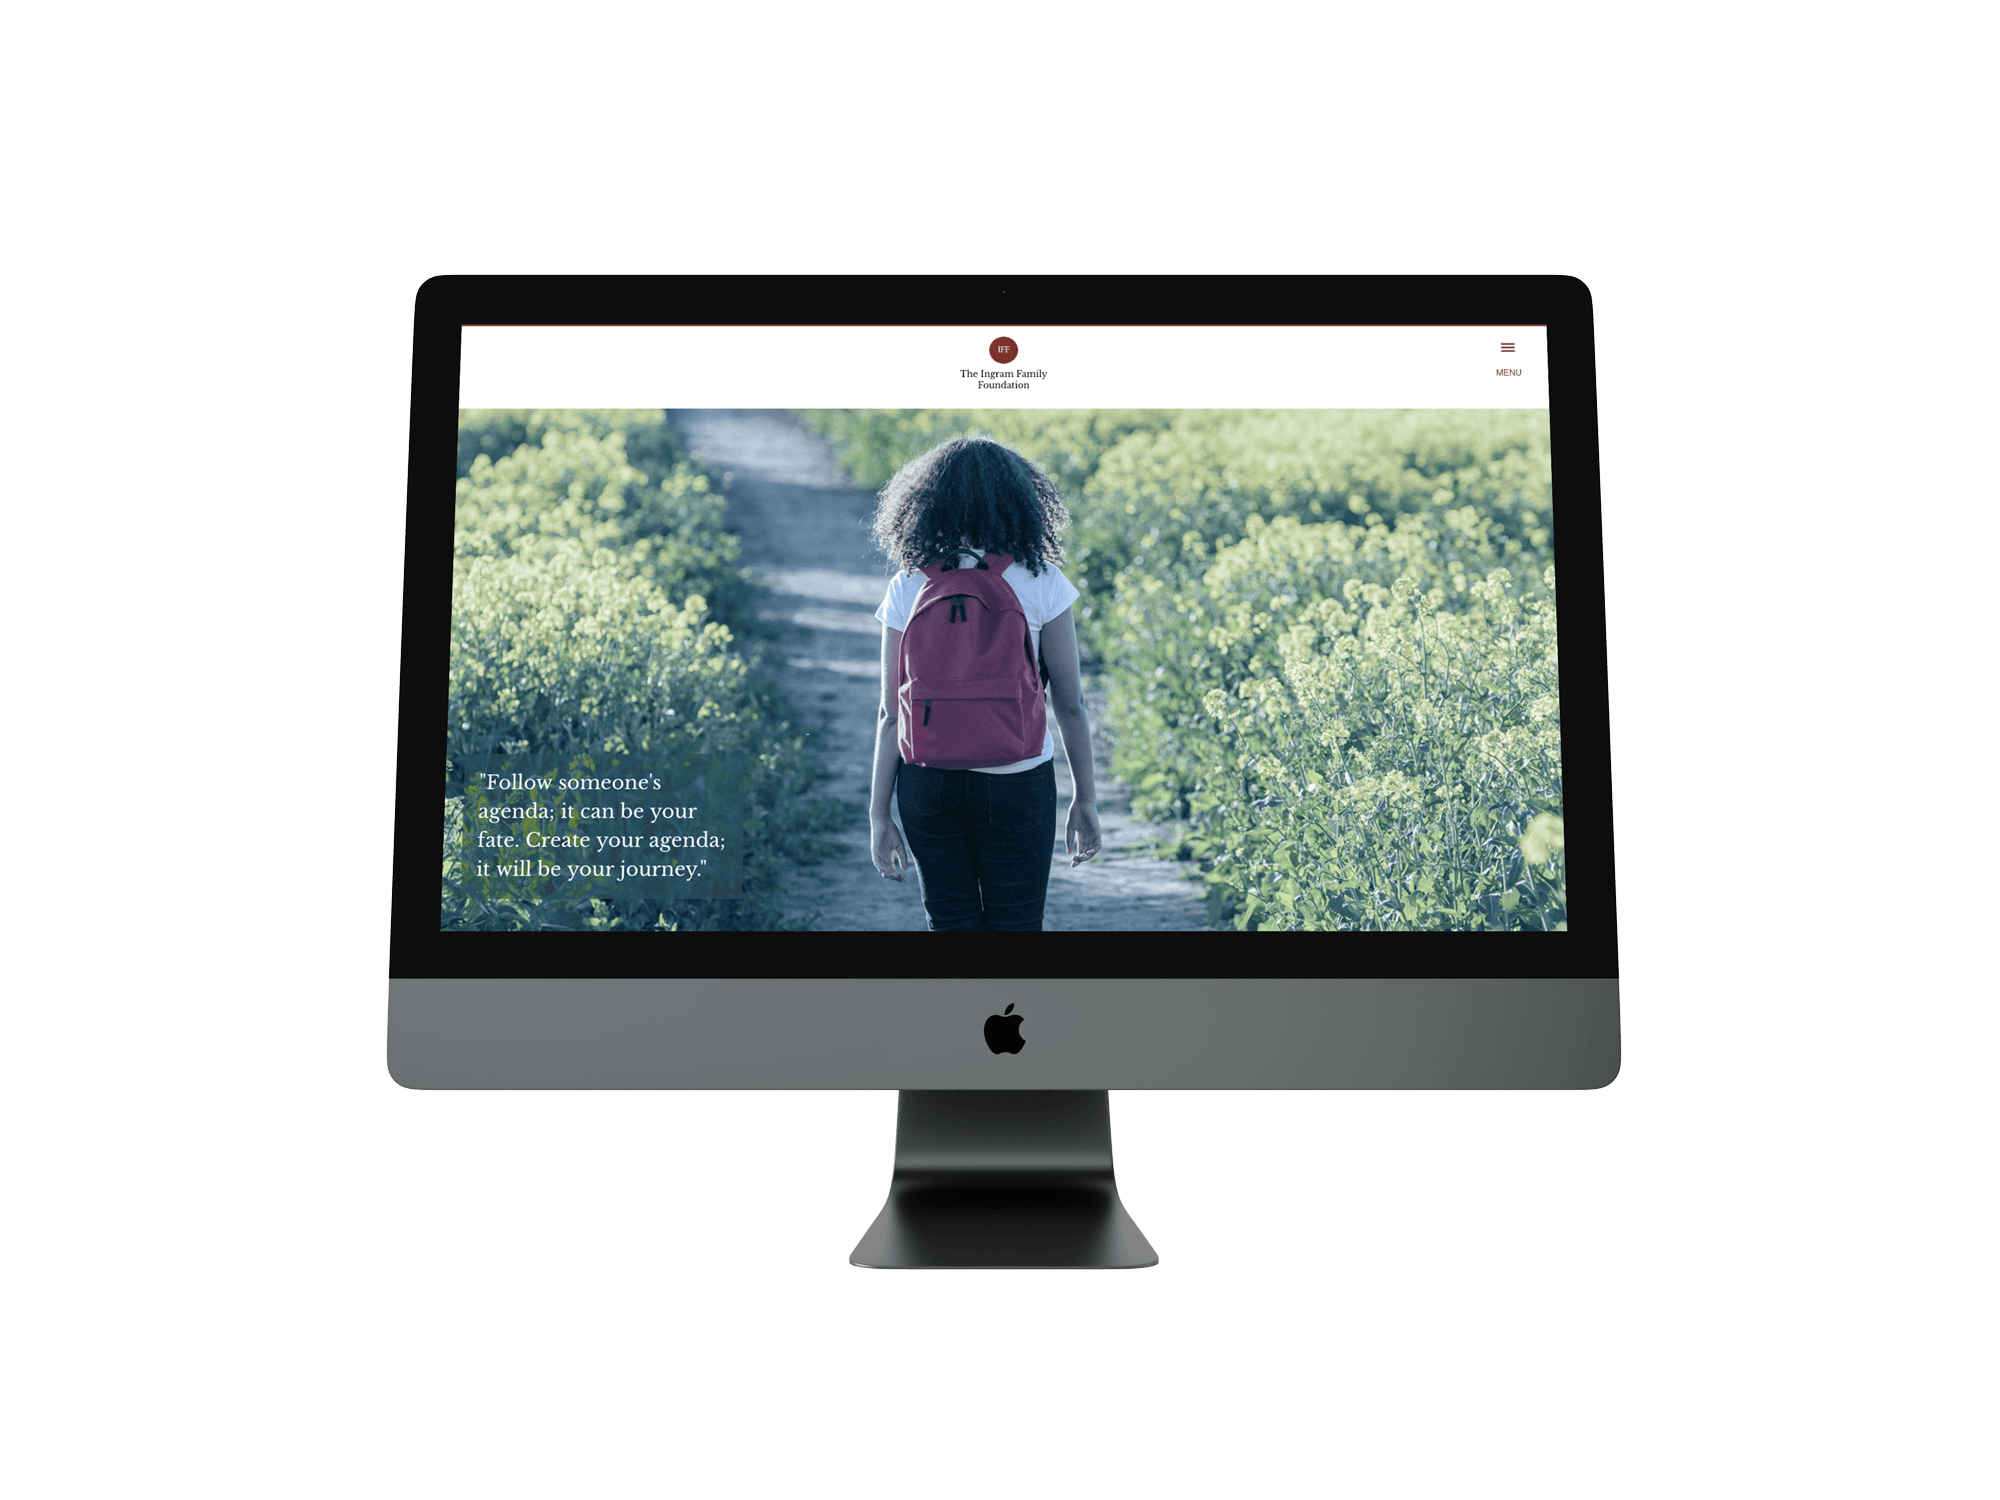 IFF
The Ingram Family
Foundation
MENU
"Follow someone's
agenda; it can be your
fate. Create your agenda;
it will be your journey."